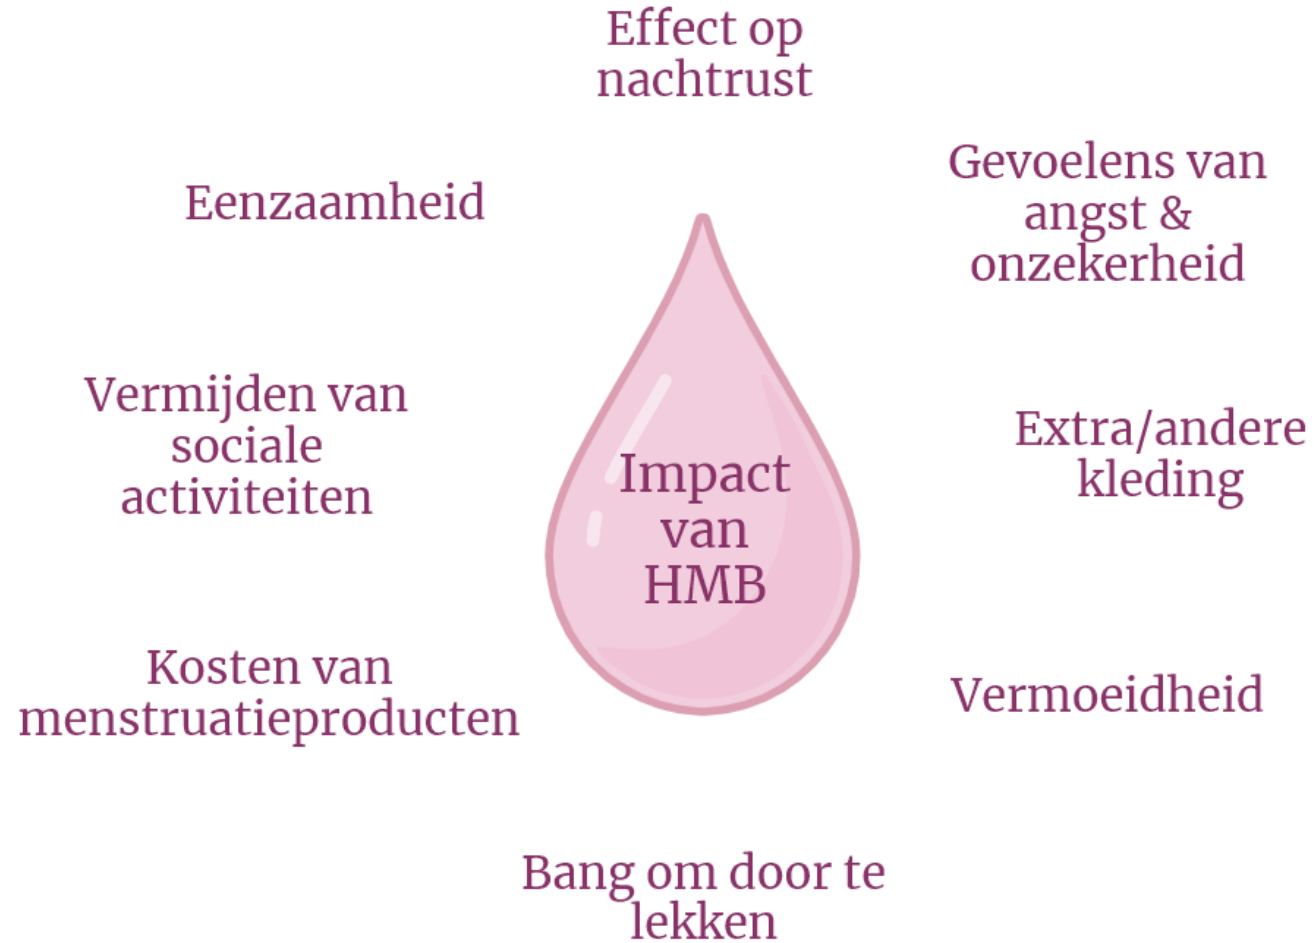 Effect op
nachtrust
Gevoelens van
angst &
onzekerheid
Eenzaamheid
Vermijden van
sociale
activiteiten
Extra/andere
kleding
Impact
van
HMB
Kosten van
menstruatieproducten
Vermoeidheid
Bang om door te
lekken